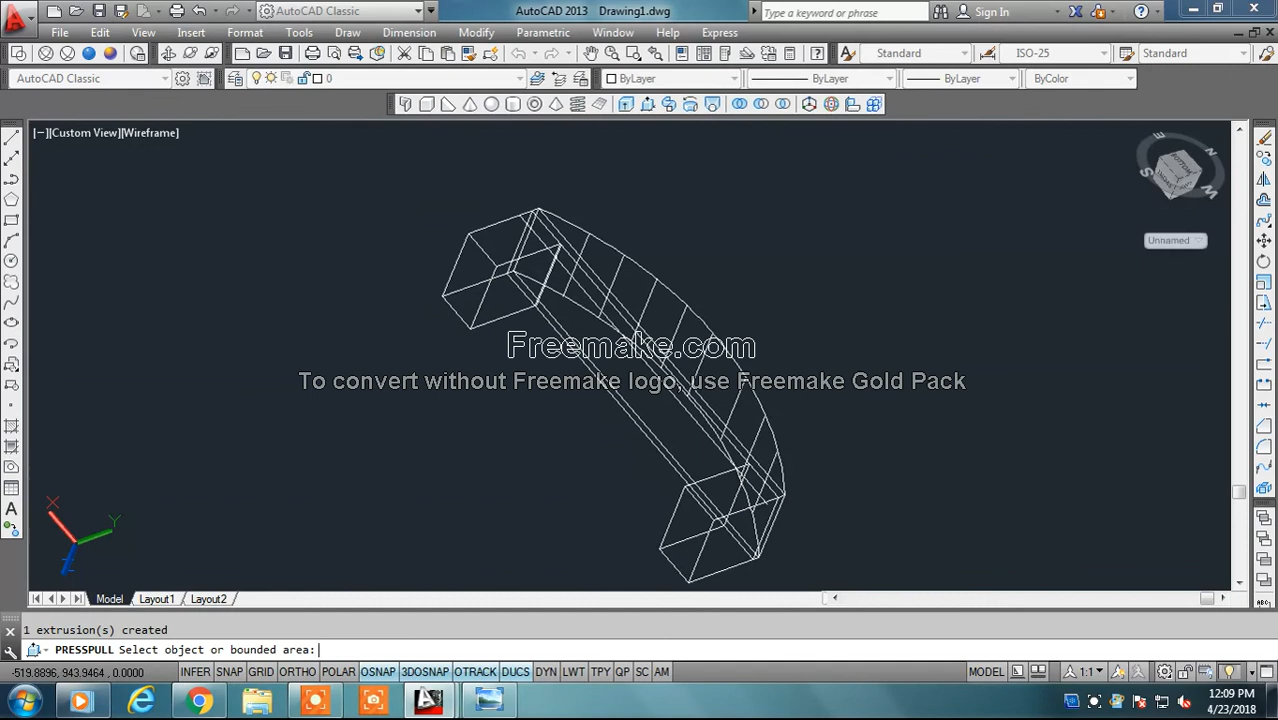 AutoCAD Classic
AutoCAD 2013 Drawing1.dwg
Type a keyword or phrase
Sign In
File Edit View Insert Format Tools Draw Dimension Modify Parametric Window Help Express
Standard
ISO-25
Standard
AutoCAD Classic
0
ByLayer
ByLayer
ByLayer
ByColor
[−][Custom View][Wireframe]
E
N
S
W
BOTTOM
Unnamed
Freemake.com
To convert without Freemake logo, use Freemake Gold Pack
X
Y
Z
Model Layout1 Layout2
1 extrusion(s) created
PRESSPULL Select object or bounded area:
-519.8896, 943.9464, 0.0000
INFER SNAP GRID ORTHO POLAR OSNAP 3DOSNAP OTRACK DUCS DYN LWT TPY QP SC AM
MODEL
1:1
12:09 PM
4/23/2018